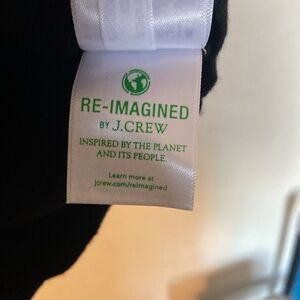 RE-IMAGINED
BY J.CREW
INSPIRED BY THE PLANET
AND ITS PEOPLE.
Learn more at
jcrew.com/reimagined